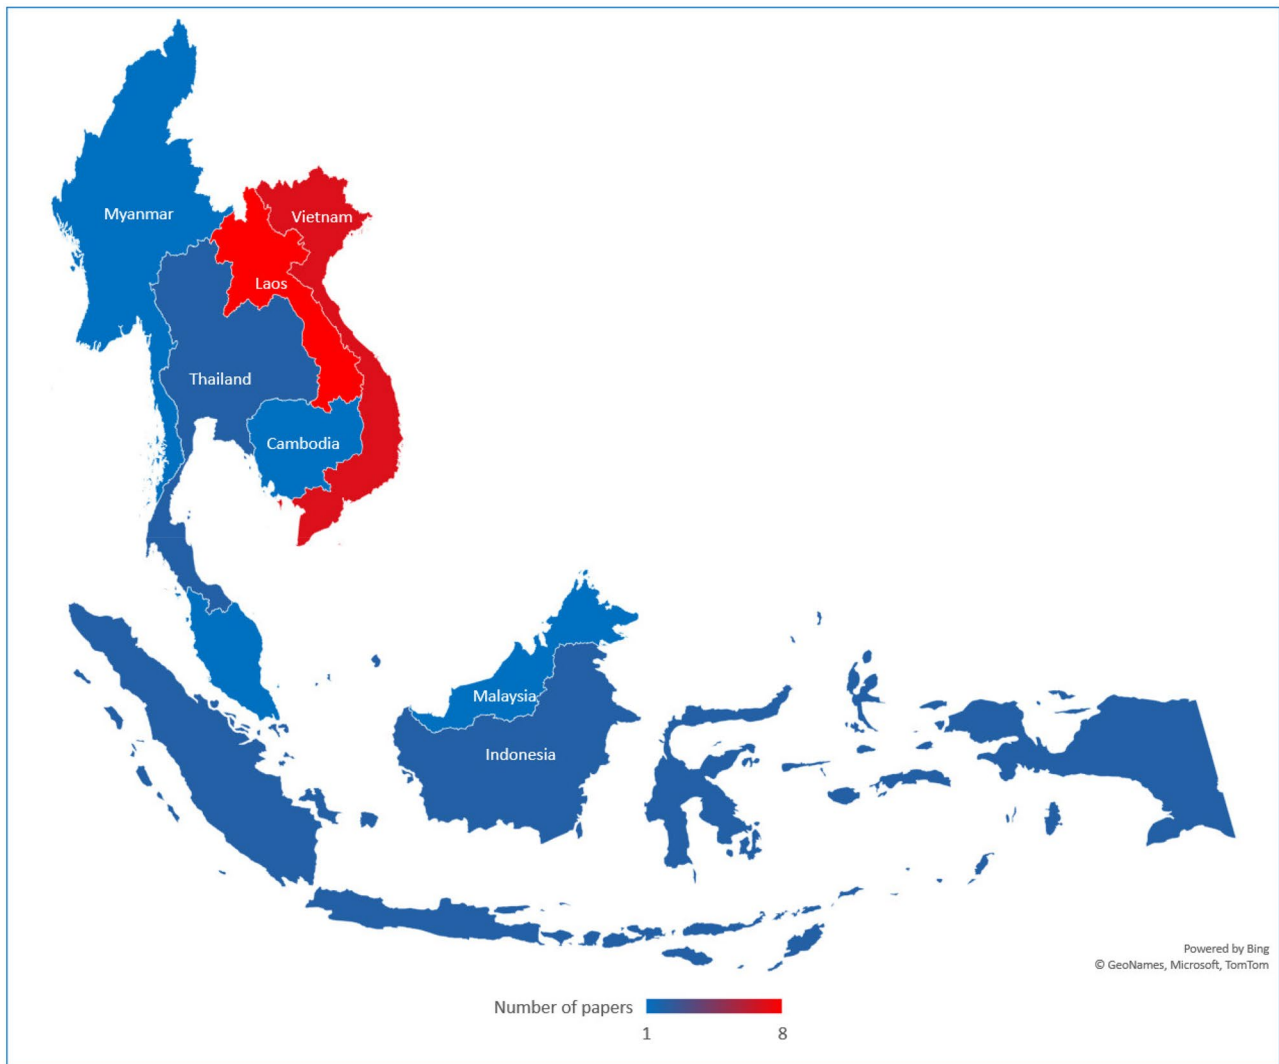 Myanmar
Vietnam
Laos
Thailand
Cambodia
Malaysia
Indonesia
Powered by Bing
© GeoNames, Microsoft, TomTom
Number of papers
1 8